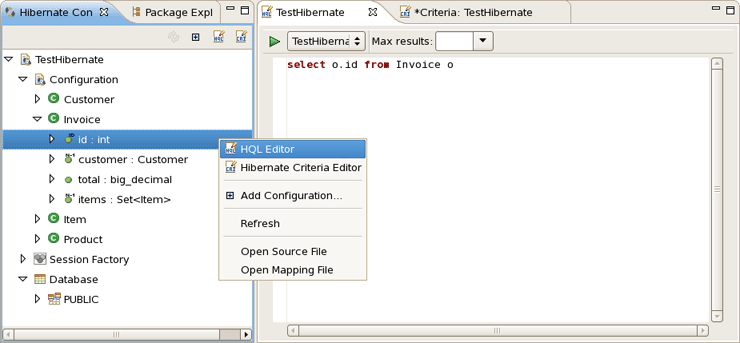 Hibernate Con
Package Expl
TestHibernate
Configuration
Customer
Invoice
id : int
customer : Customer
total : big_decimal
items : Set<Item>
Item
Product
Session Factory
Database
PUBLIC
HQL Editor
Hibernate Criteria Editor
Add Configuration...
Refresh
Open Source File
Open Mapping File
TestHibernate
*Criteria: TestHibernate
TestHiberna
Max results:
select o.id from Invoice o